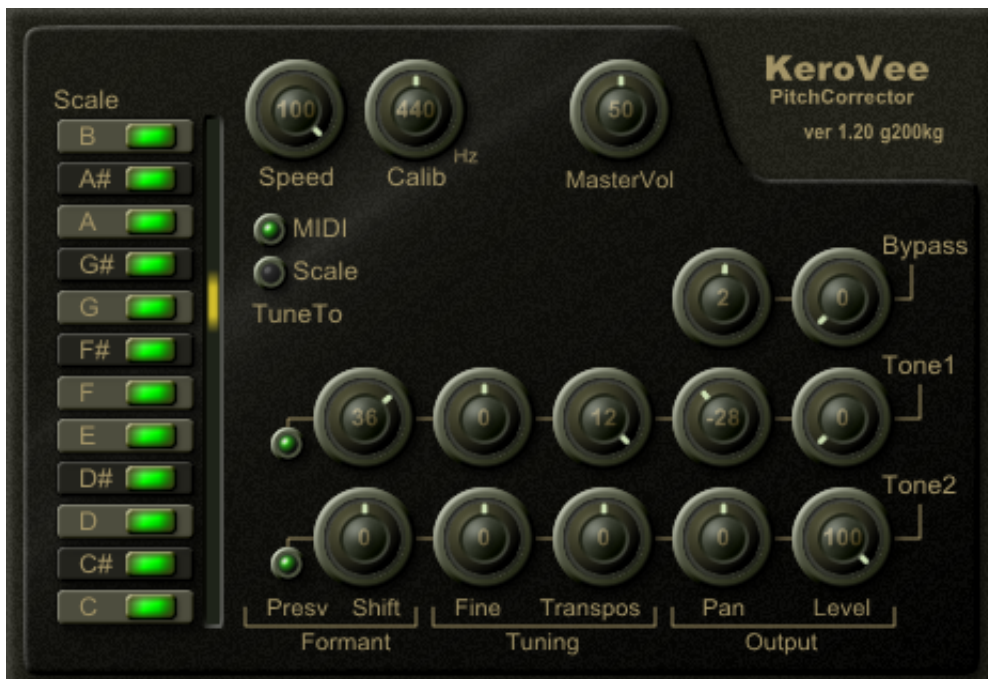 KeroVee
PitchCorrector
ver 1.20 g200kg
Scale
B
A#
A
G#
G
F#
F
E
D#
D
C#
C
100
440
50
Speed
Calib
Hz
MasterVol
MIDI
Scale
TuneTo
2
0
Bypass
36
0
12
-28
0
Tone1
0
0
0
0
100
Tone2
Presv Shift Fine Transpos Pan Level
Formant Tuning Output